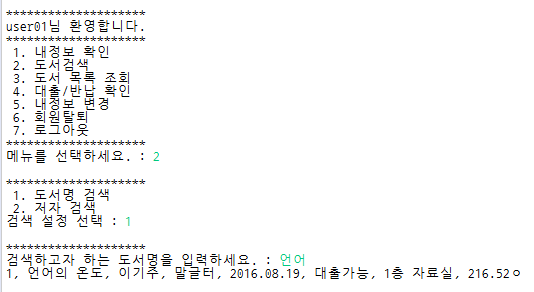 ********************
user01님 환영합니다.
********************
1. 내정보 확인
2. 도서검색
3. 도서 목록 조회
4. 대출/반납 확인
5. 내정보 변경
6. 회원탈퇴
7. 로그아웃
********************
메뉴를 선택하세요. : 2
********************
1. 도서명 검색
2. 저자 검색
검색 설정 선택 : 1
********************
검색하고자 하는 도서명을 입력하세요. : 언어
1, 언어의 온도, 이기주, 말글터, 2016.08.19, 대출가능, 1층 자료실, 216.52ㅇ